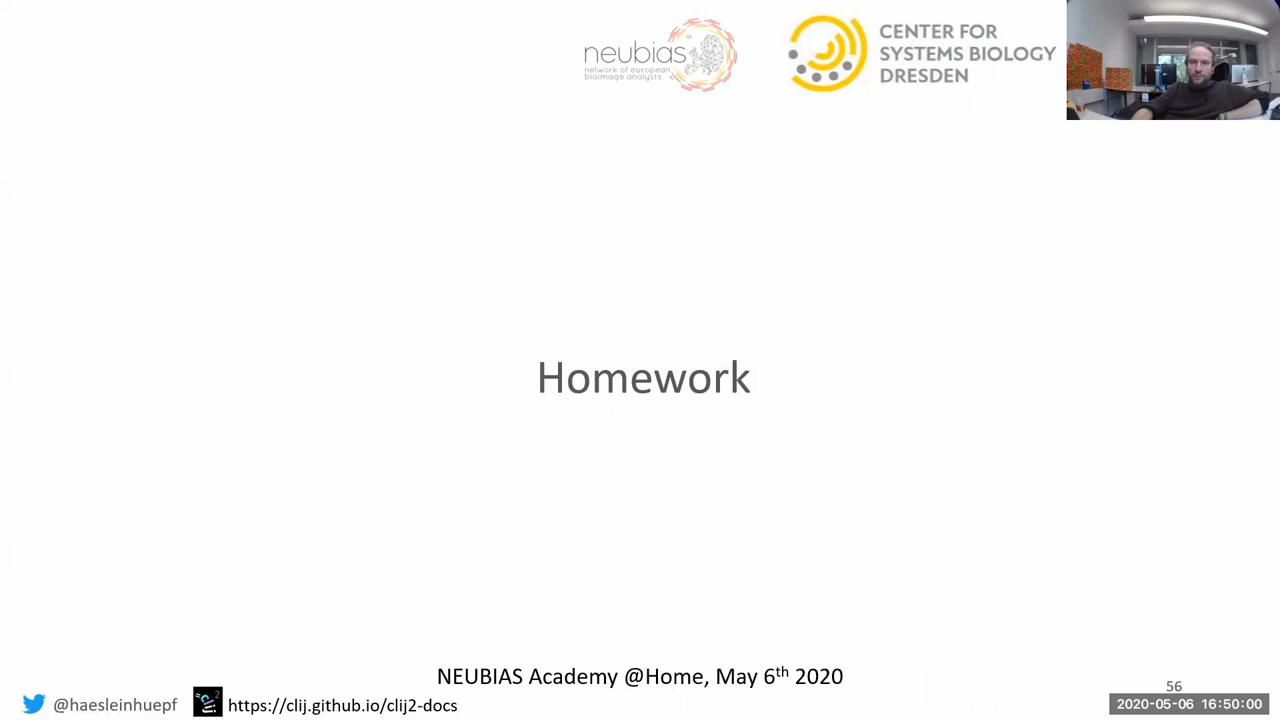 neubias
network of european
bioimage analysts
CENTER FOR
SYSTEMS BIOLOGY
DRESDEN
Homework
NEUBIAS Academy @Home, May 6th 2020
@haesleinhuepf
https://clij.github.io/clij2-docs
56
2020-05-06 16:50:00